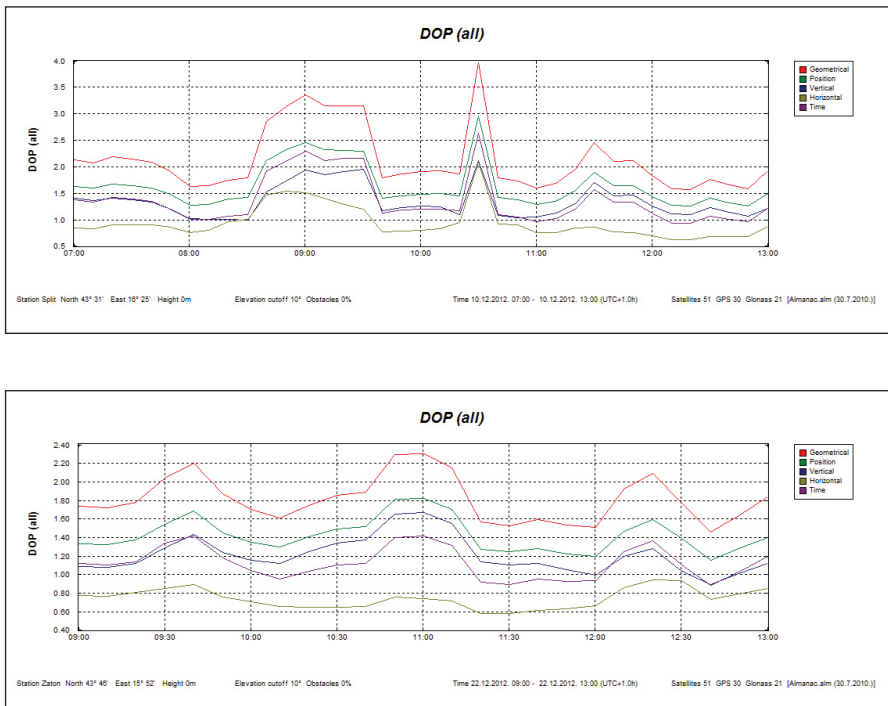 DOP (all)
4.0
3.5
3.0
2.5
2.0
1.5
1.0
0.5
DOP (all)
07:00 08:00 09:00 10:00 11:00 12:00 13:00
Geometrical
Position
Vertical
Horizontal
Time
Station Split North 43° 31' East 16° 25' Height 0m Elevation cutoff 10° Obstacles 0% Time 10.12.2012. 07:00 - 10.12.2012. 13:00 (UTC+1.0h) Satellites 51 GPS 30 Glonass 21 [Almanac.alm (30.7.2010.)]
DOP (all)
2.40
2.20
2.00
1.80
1.60
1.40
1.20
1.00
0.80
0.60
0.40
DOP (all)
09:00 09:30 10:00 10:30 11:00 11:30 12:00 12:30 13:00
Geometrical
Position
Vertical
Horizontal
Time
Station Zaton North 43° 46' East 15° 52' Height 0m Elevation cutoff 10° Obstacles 0% Time 22.12.2012. 09:00 - 22.12.2012. 13:00 (UTC+1.0h) Satellites 51 GPS 30 Glonass 21 [Almanac.alm (30.7.2010.)]